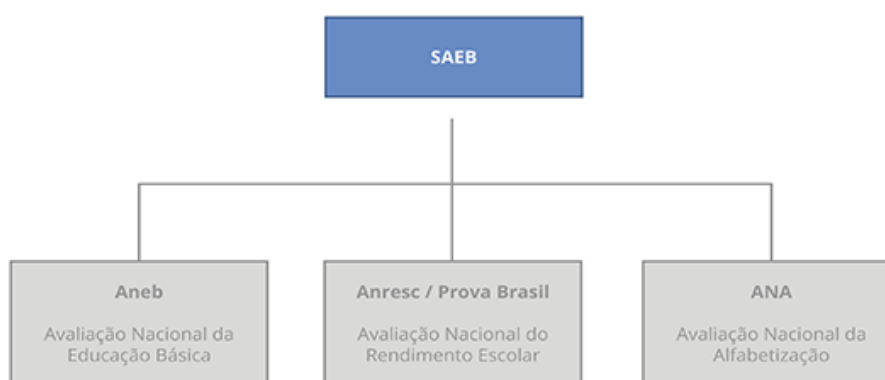 SAEB
Aneb
Avaliação Nacional da
Educação Básica
Anresc / Prova Brasil
Avaliação Nacional do
Rendimento Escolar
ANA
Avaliação Nacional da
Alfabetização